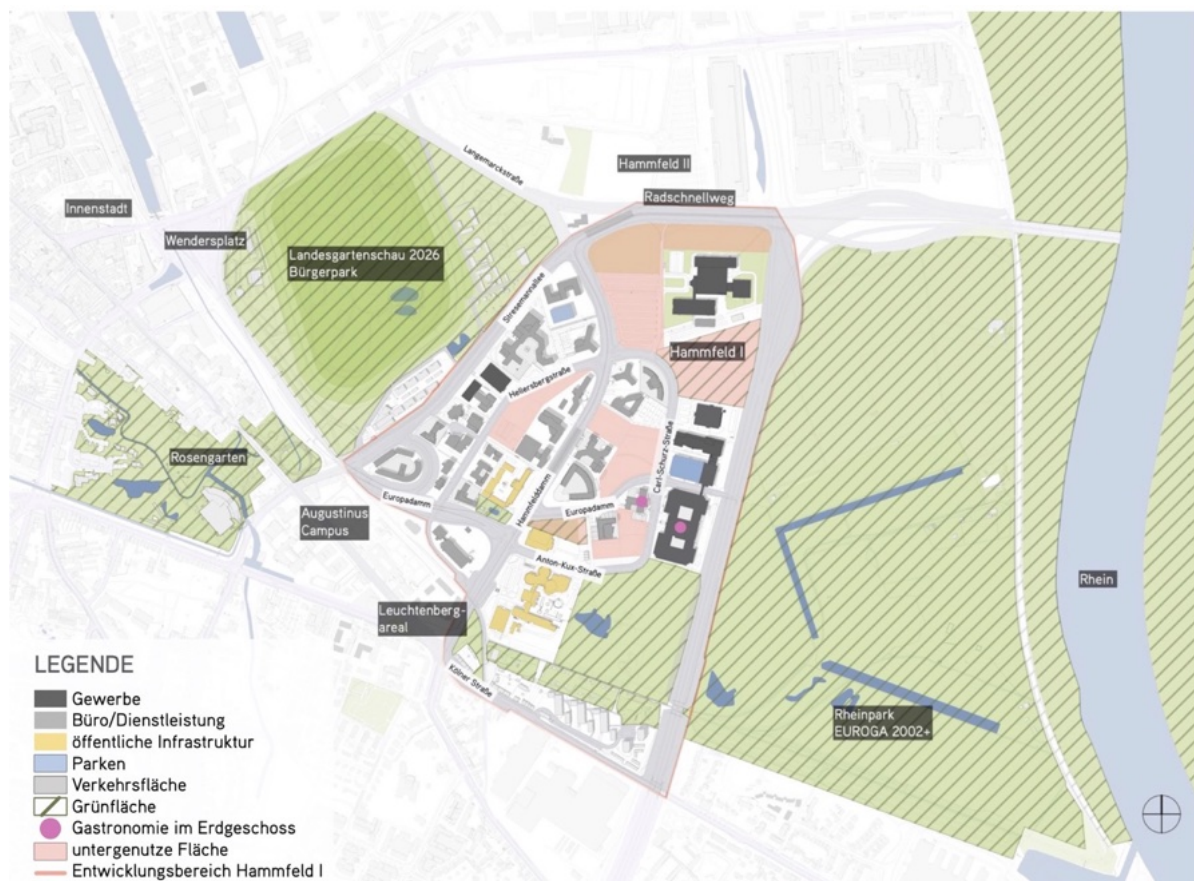 Langemarckstraße
Hammfeld II
Radschnellweg
Innenstadt
Wendersplatz
Landesgartenschau 2026
Bürgerpark
Stresemannallee
Hammfeld I
Hellersbergstraße
Carl-Schurz-Straße
Rosengarten
Europadamm
Hammfelddamm
Europadamm
Augustinus
Campus
Anton-Kux-Straße
Rhein
Leuchtenberg-
areal
Kölner Straße
Rheinpark
EUROGA 2002+
LEGENDE
Gewerbe
Büro/Dienstleistung
öffentliche Infrastruktur
Parken
Verkehrsfläche
Grünfläche
Gastronomie im Erdgeschoss
untergenutze Fläche
Entwicklungsbereich Hammfeld I